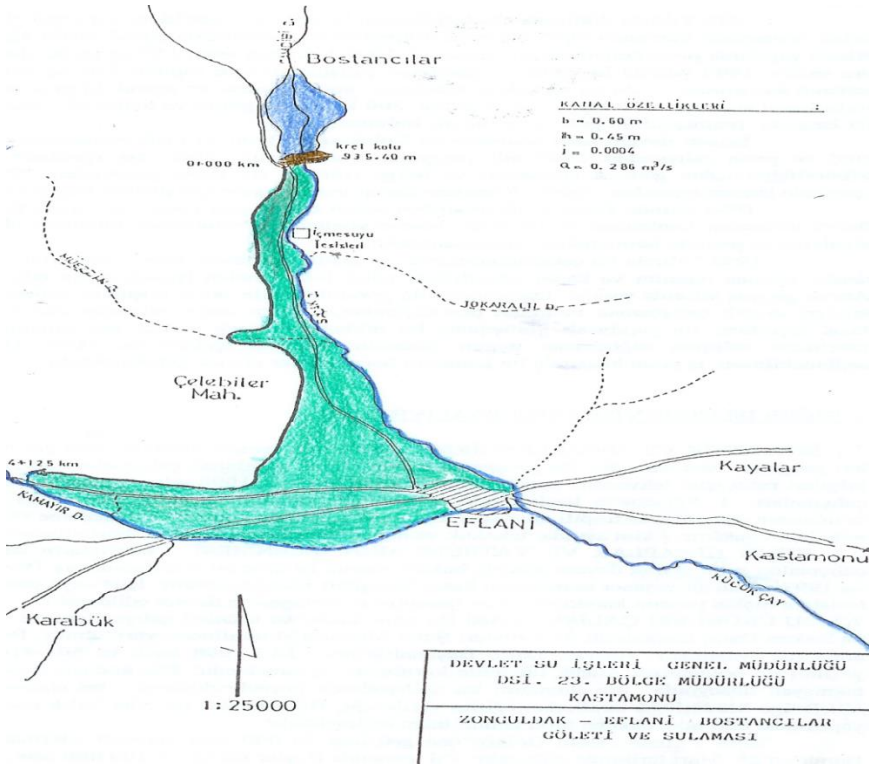 Bostancılar
KANAL ÖZELLİKLERİ :
b = 0.60 m
h = 0.45 m
j = 0.0004
Q = 0.286 m³/s
kret kotu
935.40 m
0+000 km
İçmesuyu
Tesisleri
MÜEZZİN D.
Çelebiler
Mah.
4+125 km
KAMAYIR D.
Kayalar
EFLANİ
Kastamonu
KÜÇÜKÇAY
Karabük
1:25000
DEVLET SU İŞLERİ GENEL MÜDÜRLÜĞÜ
DSİ. 23. BÖLGE MÜDÜRLÜĞÜ
KASTAMONU
ZONGULDAK - EFLANİ BOSTANCILAR
GÖLETİ VE SULAMASI